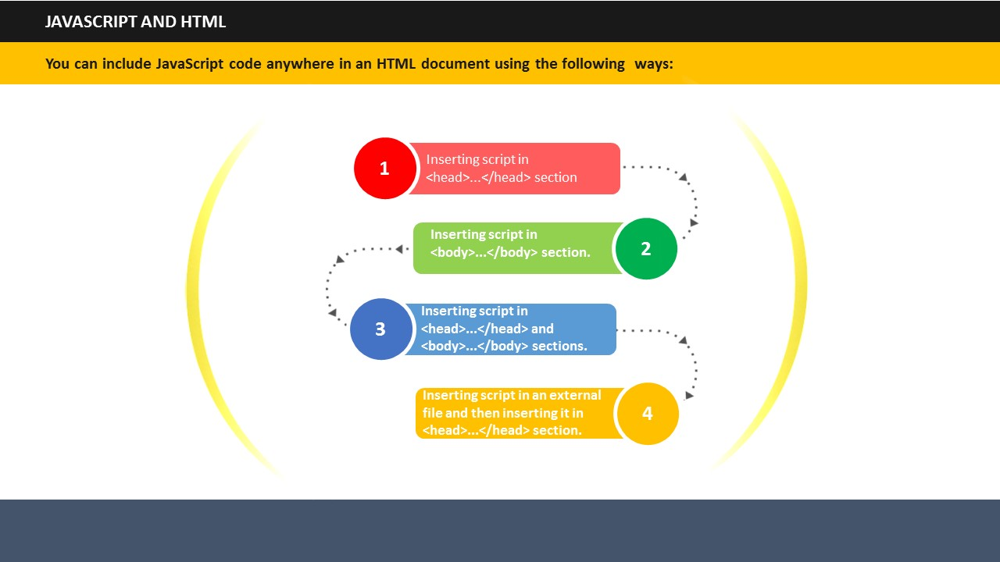 JAVASCRIPT AND HTML
You can include JavaScript code anywhere in an HTML document using the following ways:
1
Inserting script in
<head>...</head> section
Inserting script in
<body>...</body> section.
2
3
Inserting script in
<head>...</head> and
<body>...</body> sections.
Inserting script in an external
file and then inserting it in
<head>...</head> section.
4